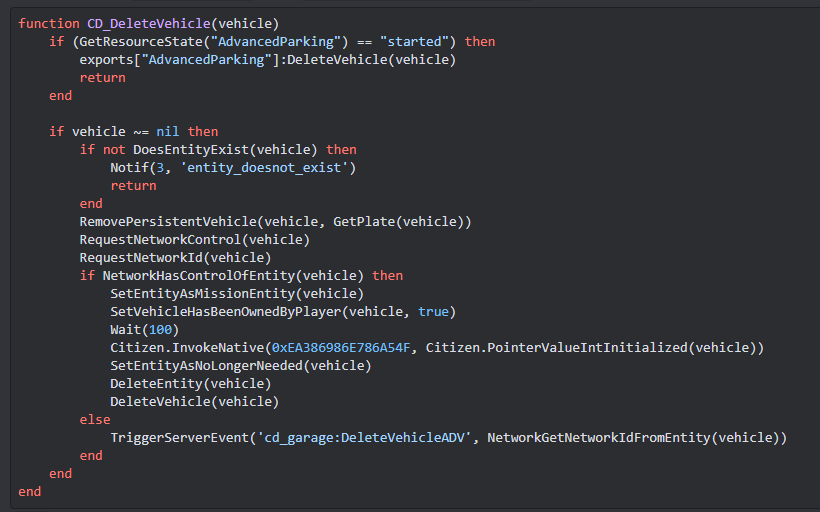 function CD_DeleteVehicle(vehicle)
    if (GetResourceState("AdvancedParking") == "started") then
        exports["AdvancedParking"]:DeleteVehicle(vehicle)
        return
    end

    if vehicle ~= nil then
        if not DoesEntityExist(vehicle) then
            Notif(3, 'entity_doesnot_exist')
            return
        end
        RemovePersistentVehicle(vehicle, GetPlate(vehicle))
        RequestNetworkControl(vehicle)
        RequestNetworkId(vehicle)
        if NetworkHasControlOfEntity(vehicle) then
            SetEntityAsMissionEntity(vehicle)
            SetVehicleHasBeenOwnedByPlayer(vehicle, true)
            Wait(100)
            Citizen.InvokeNative(0xEA386986E786A54F, Citizen.PointerValueIntInitialized(vehicle))
            SetEntityAsNoLongerNeeded(vehicle)
            DeleteEntity(vehicle)
            DeleteVehicle(vehicle)
        else
            TriggerServerEvent('cd_garage:DeleteVehicleADV', NetworkGetNetworkIdFromEntity(vehicle))
        end
    end
end